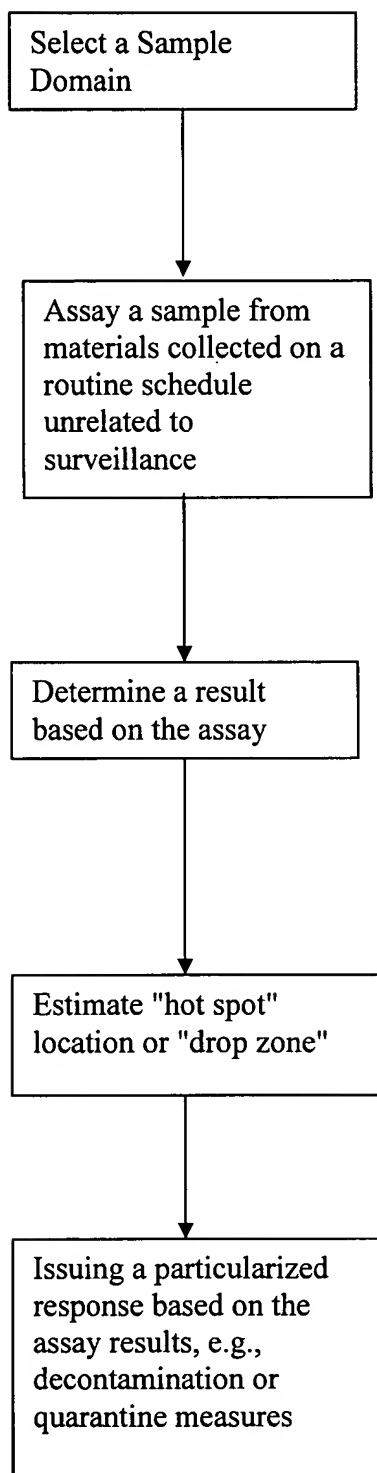 Select a Sample
Domain
Assay a sample from
materials collected on a
routine schedule
unrelated to
surveillance
Determine a result
based on the assay
Estimate "hot spot"
location or "drop zone"
Issuing a particularized
response based on the
assay results, e.g.,
decontamination or
quarantine measures